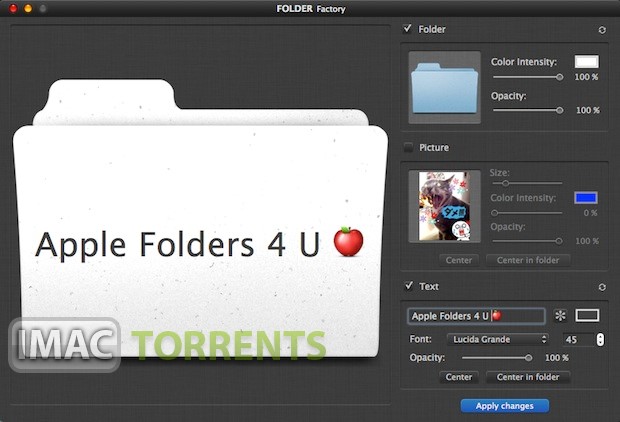 FOLDER Factory
Folder
Color Intensity:
100 %
Opacity:
100 %
Picture
Size:
Color Intensity:
0 %
Opacity:
100 %
ダメ!!
Center
Center in folder
Apple Folders 4 U 🍎
Text
Apple Folders 4 U 🍎
Font: Lucida Grande 45
Opacity: 100 %
Center
Center in folder
Apply changes
IMAC TORRENTS